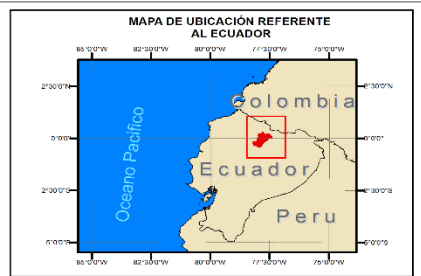 MAPA DE UBICACIÓN REFERENTE
AL ECUADOR
85°0'0"W 82°30'0"W 80°0'0"W 77°30'0"W 75°0'0"W
2°30'0"N 2°30'0"N
Colombia
0°0'0" 0°0'0"
Oceano Pacifico
Ecuador
2°30'0"S 2°30'0"S
Peru
5°0'0"S 5°0'0"S
85°0'0"W 82°30'0"W 80°0'0"W 77°30'0"W 75°0'0"W